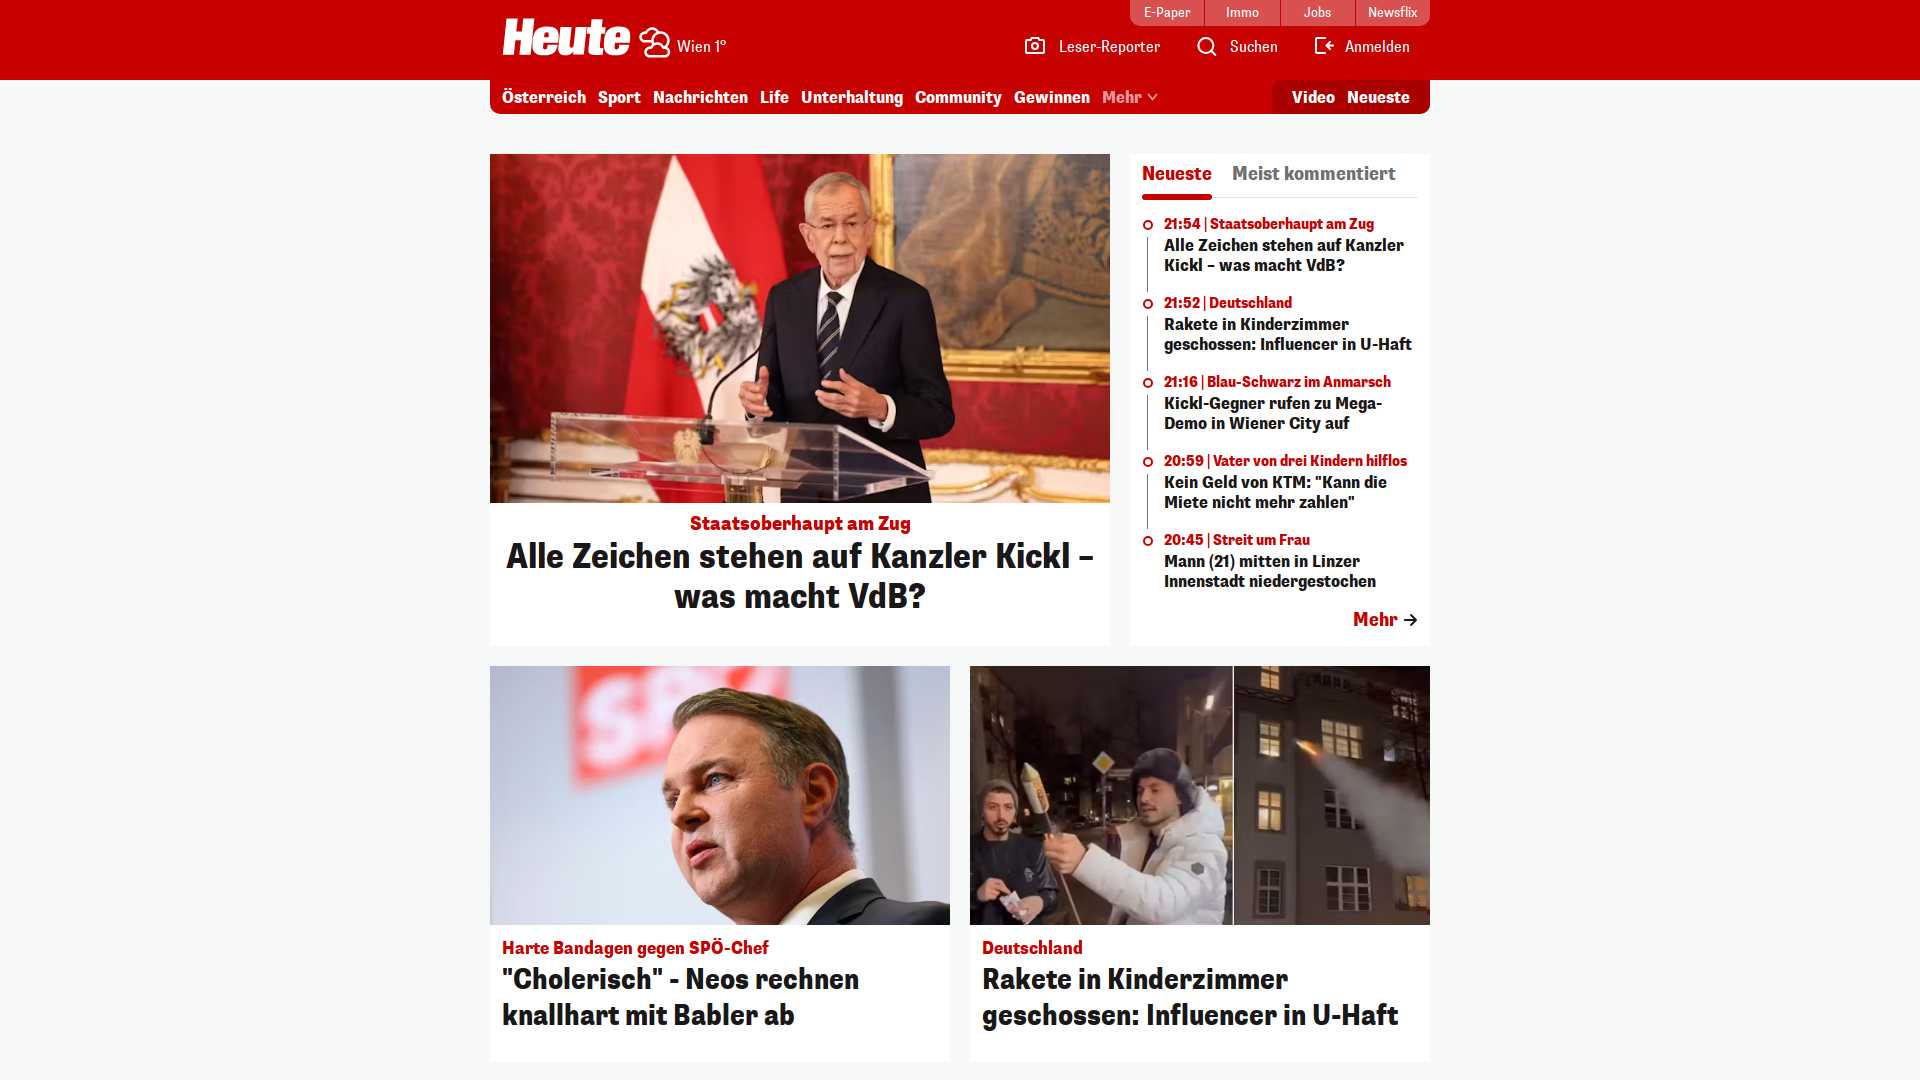 E-Paper
Immo
Jobs
Newsflix
Heute
Wien 1°
Leser-Reporter
Suchen
Anmelden
Österreich
Sport
Nachrichten
Life
Unterhaltung
Community
Gewinnen
Mehr
Video
Neueste
Staatsoberhaupt am Zug
Alle Zeichen stehen auf Kanzler Kickl –
was macht VdB?
Neueste
Meist kommentiert
21:54 | Staatsoberhaupt am Zug
Alle Zeichen stehen auf Kanzler
Kickl – was macht VdB?
21:52 | Deutschland
Rakete in Kinderzimmer
geschossen: Influencer in U-Haft
21:16 | Blau-Schwarz im Anmarsch
Kickl-Gegner rufen zu Mega-
Demo in Wiener City auf
20:59 | Vater von drei Kindern hilflos
Kein Geld von KTM: "Kann die
Miete nicht mehr zahlen"
20:45 | Streit um Frau
Mann (21) mitten in Linzer
Innenstadt niedergestochen
Mehr
SPÖ
Harte Bandagen gegen SPÖ-Chef
"Cholerisch" - Neos rechnen
knallhart mit Babler ab
Deutschland
Rakete in Kinderzimmer
geschossen: Influencer in U-Haft